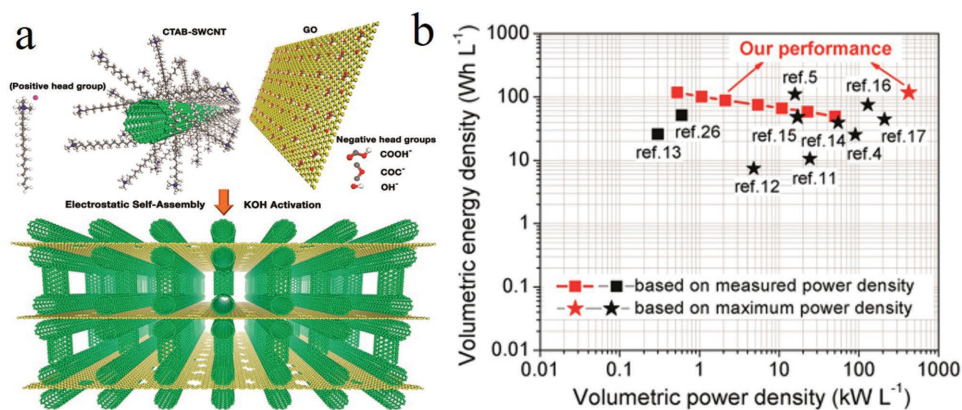 a
CTAB-SWCNT
GO
(Positive head group)
Negative head groups
COOH⁻
COC⁻
OH⁻
Electrostatic Self-Assembly
KOH Activation
b
Volumetric energy density (Wh L⁻¹)
1000
100
10
1
0.1
0.01
Our performance
ref.5
ref.16
ref.26
ref.13
ref.15
ref.14
ref.17
ref.4
ref.12
ref.11
based on measured power density
based on maximum power density
0.01
0.1
1
10
100
1000
Volumetric power density (kW L⁻¹)